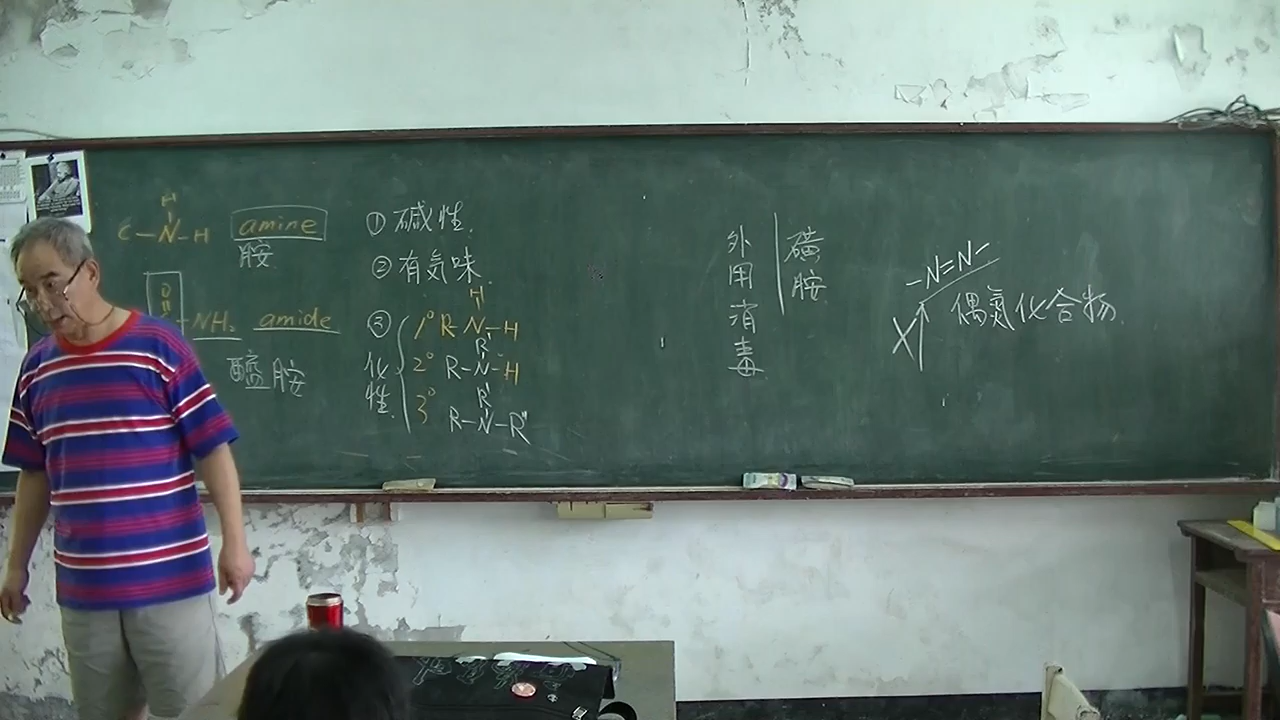 H
C-N-H amine
胺
O
NH₂ amide
醯胺
① 碱性.
② 有気味.
③ 化性.
H
1° R-N-H
R'
2° R-N-H
R'
3° R-N-R"
外用消毒
磺胺
-N=N-
偶氮化合物.